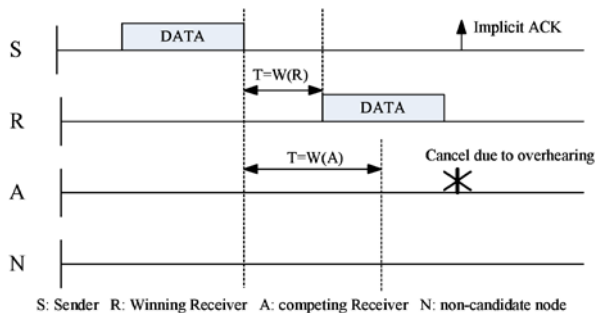 DATA
Implicit ACK
S
T=W(R)
DATA
R
T=W(A)
Cancel due to overhearing
A
N
S: Sender R: Winning Receiver A: competing Receiver N: non-candidate node